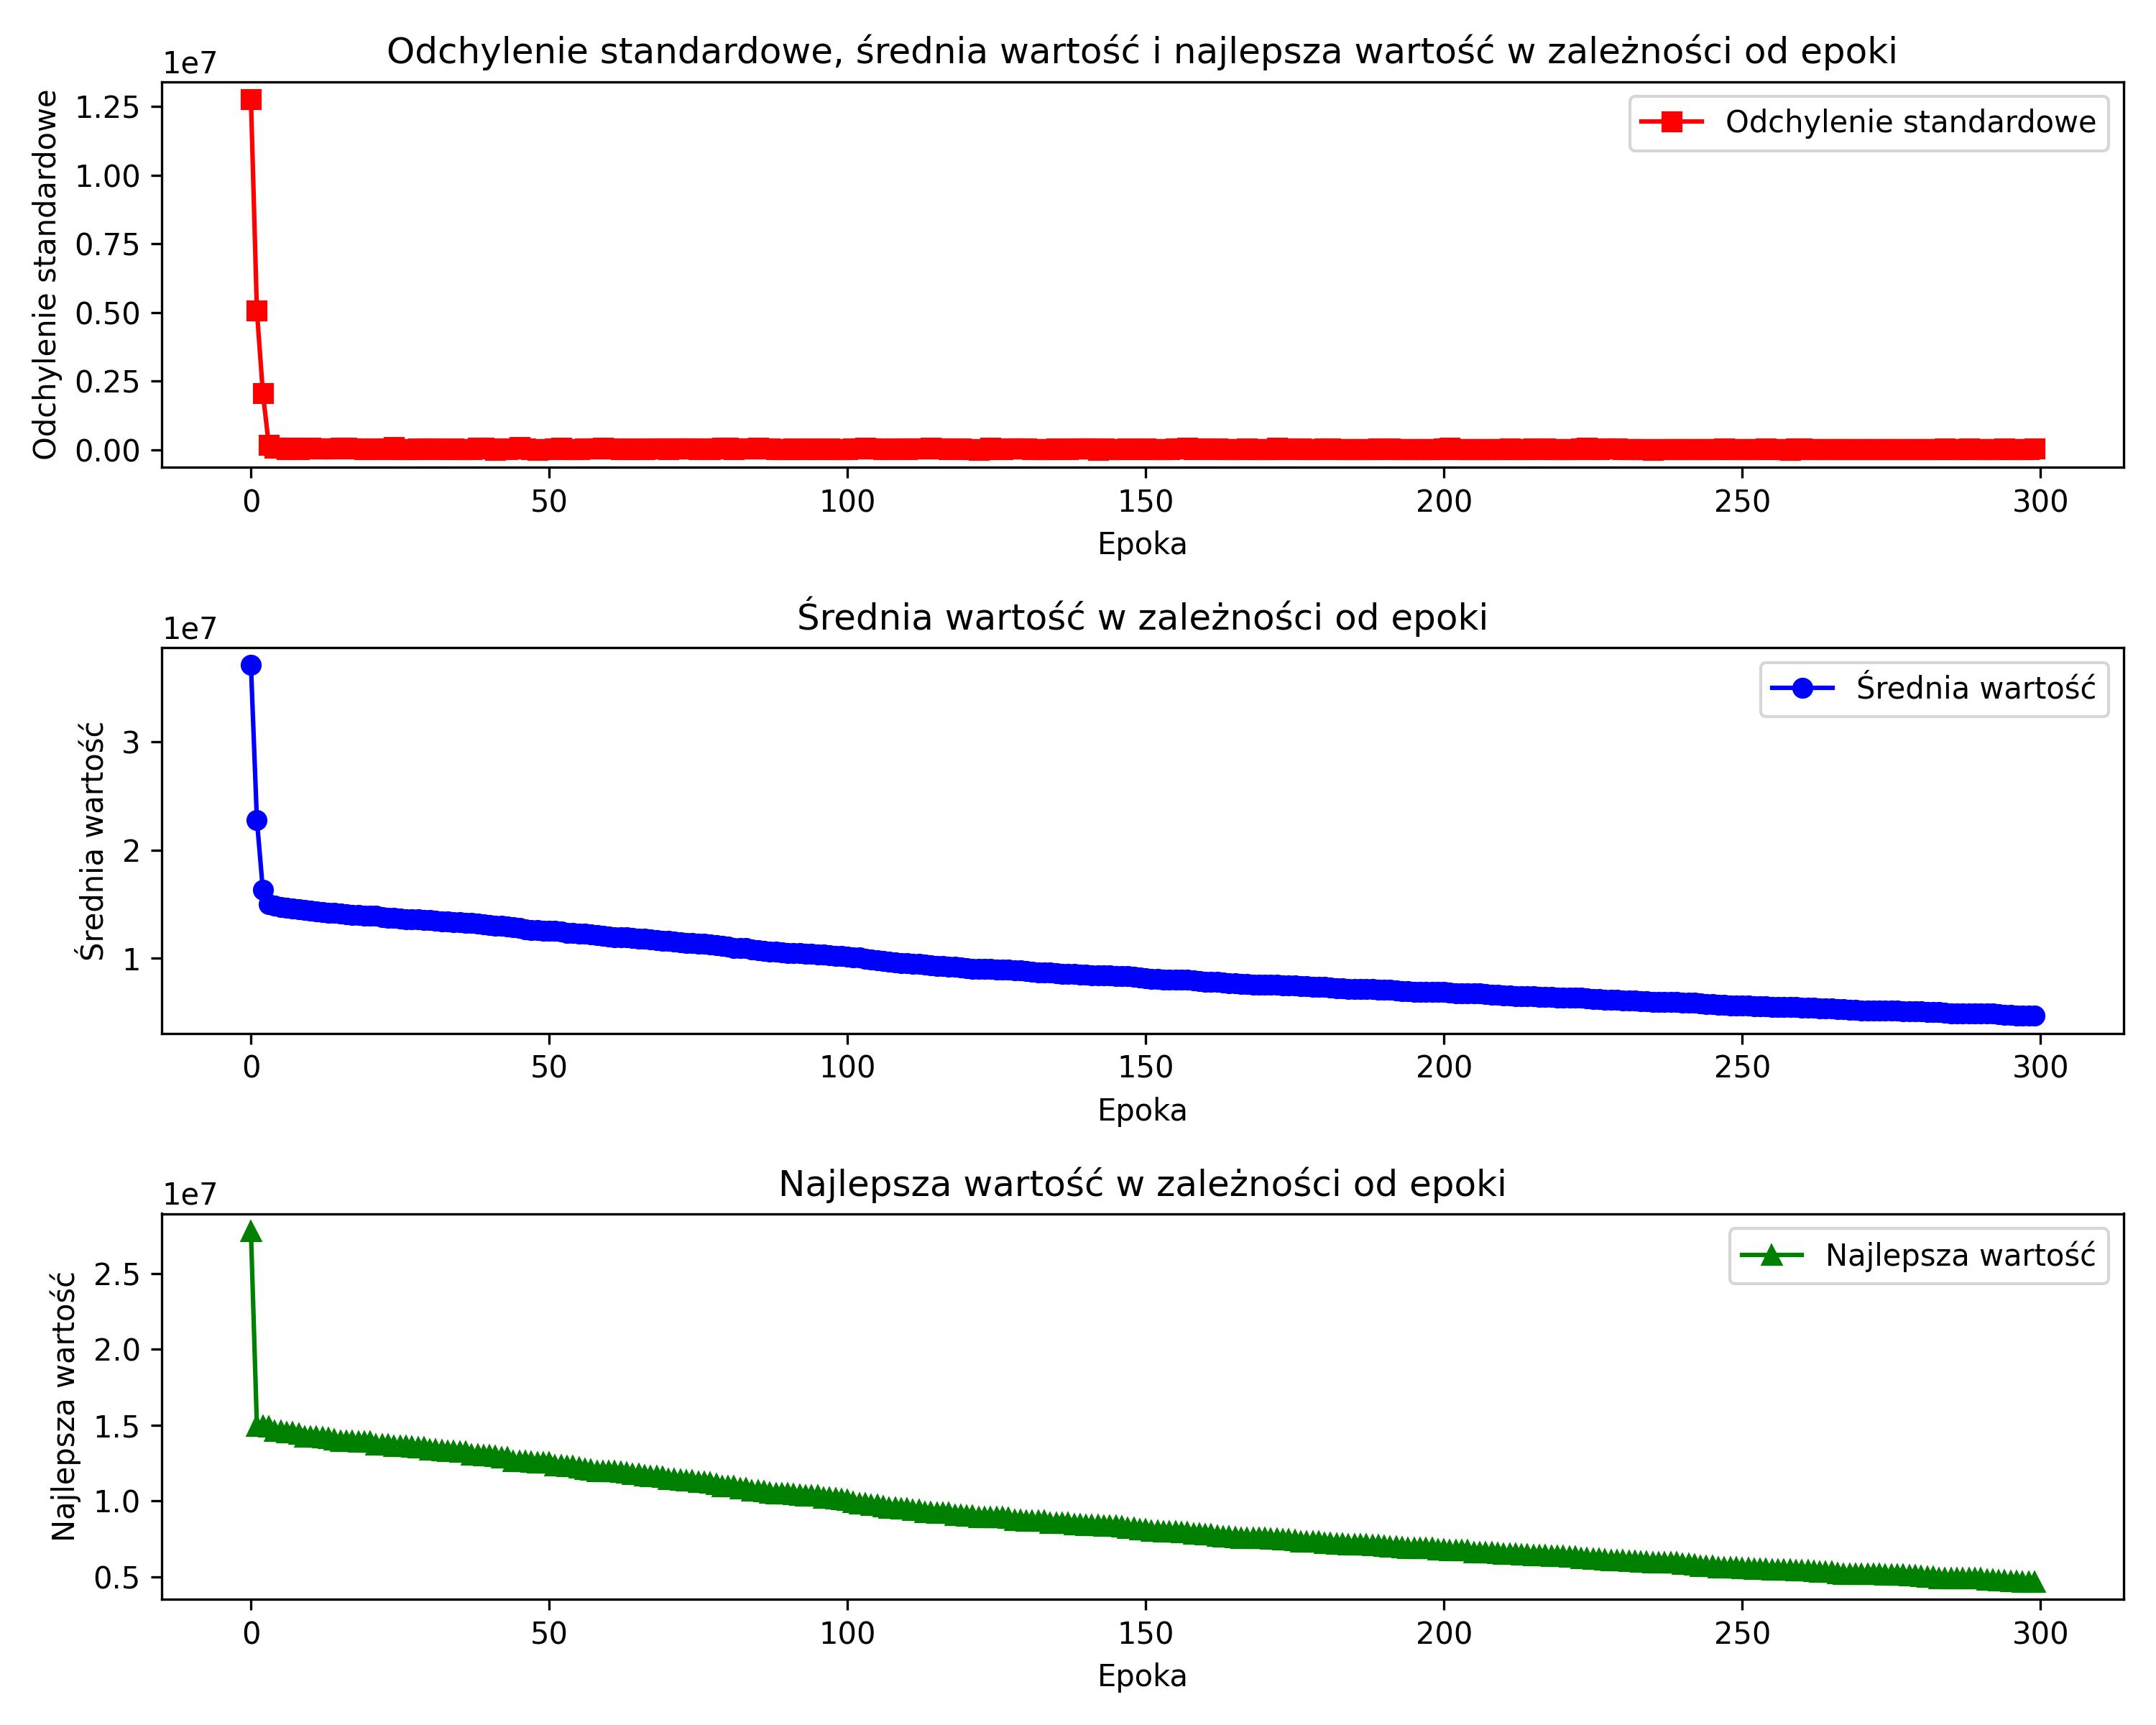 Odchylenie standardowe, średnia wartość i najlepsza wartość w zależności od epoki
1e7
Odchylenie standardowe
1.25
1.00
0.75
0.50
0.25
0.00
Odchylenie standardowe
0 50 100 150 200 250 300
Epoka
Średnia wartość w zależności od epoki
1e7
Średnia wartość
3
2
1
Średnia wartość
0 50 100 150 200 250 300
Epoka
Najlepsza wartość w zależności od epoki
1e7
Najlepsza wartość
2.5
2.0
1.5
1.0
0.5
Najlepsza wartość
0 50 100 150 200 250 300
Epoka